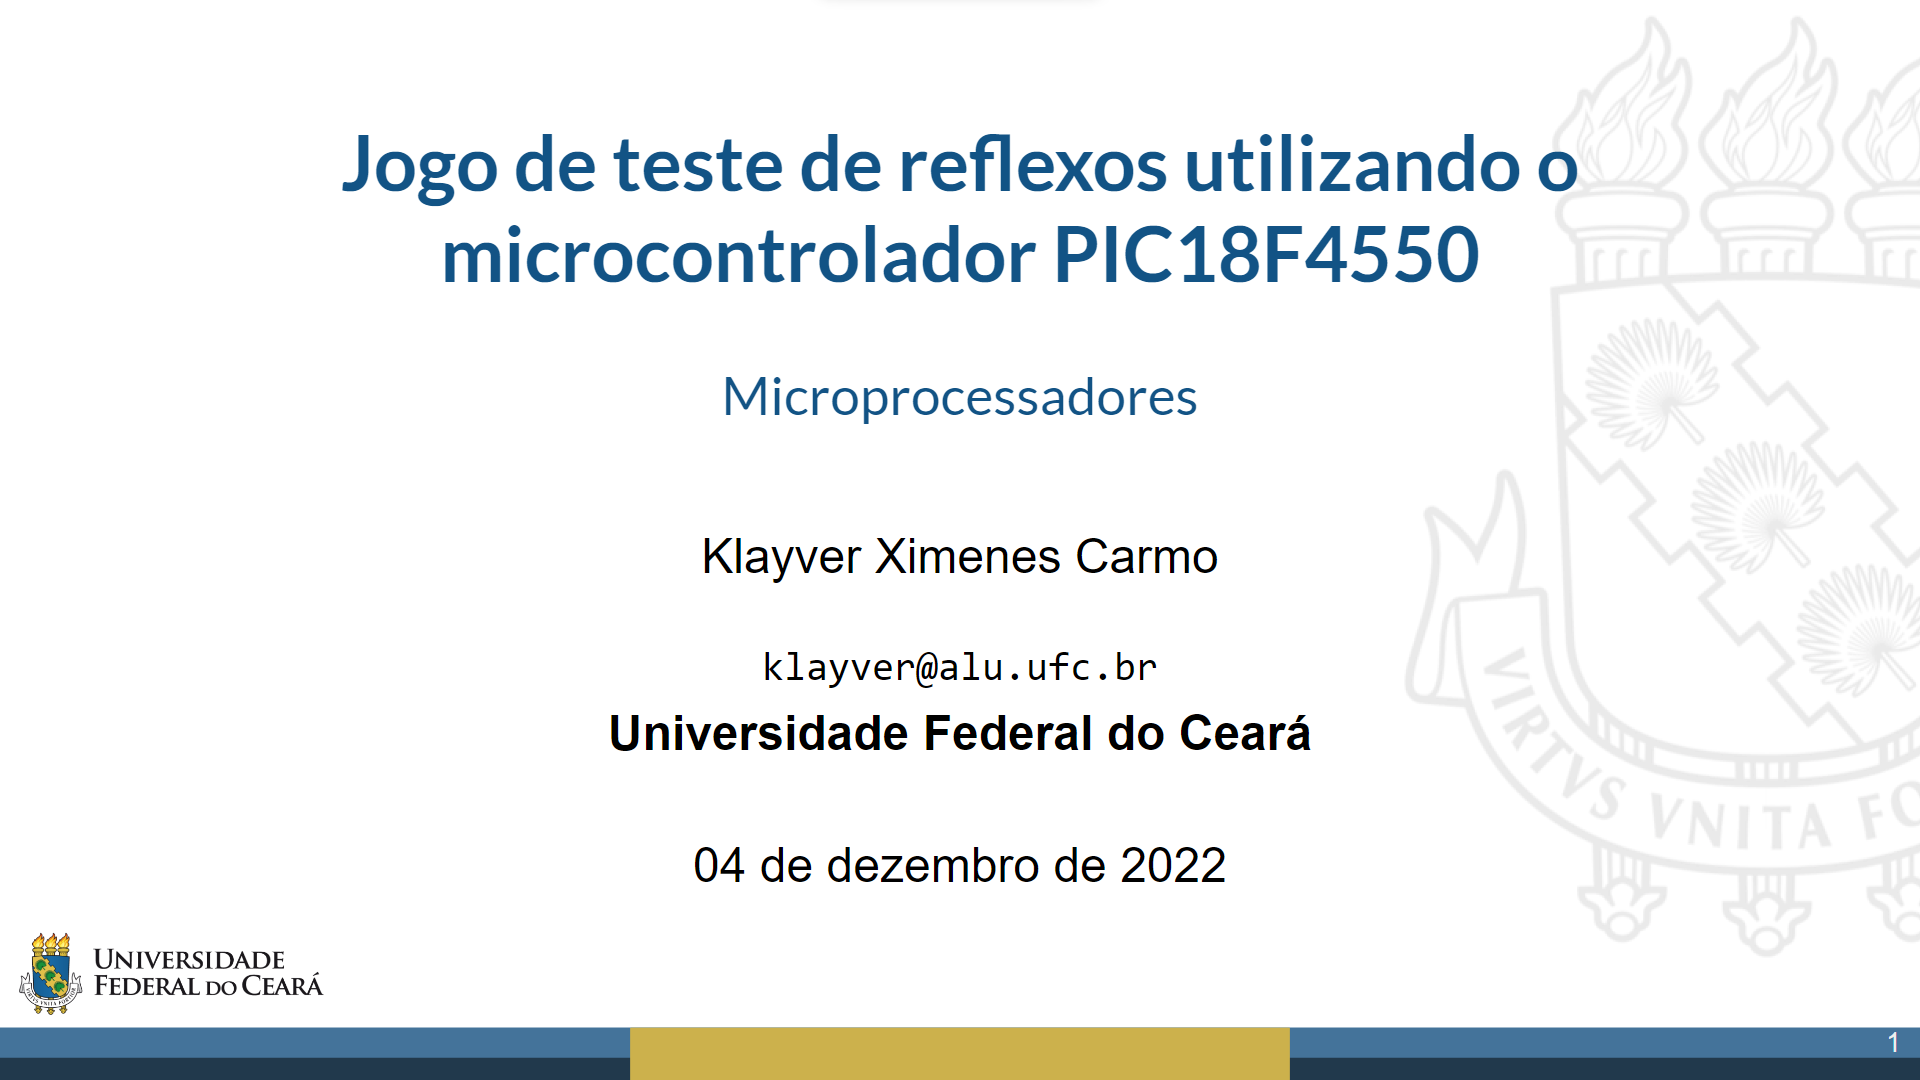 Jogo de teste de reflexos utilizando o
microcontrolador PIC18F4550
Microprocessadores
Klayver Ximenes Carmo
klayver@alu.ufc.br
Universidade Federal do Ceará
04 de dezembro de 2022
VIRTVS VNITA FO
UNIVERSIDADE
FEDERAL DO CEARÁ
1